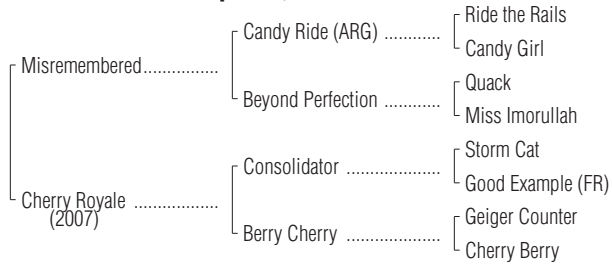 Ride the Rails
Candy Ride (ARG) ............
Candy Girl
Misremembered................
Quack
Beyond Perfection ............
Miss Imorullah
Storm Cat
Consolidator ....................
Good Example (FR)
Cherry Royale ..................
(2007)
Geiger Counter
Berry Cherry ....................
Cherry Berry